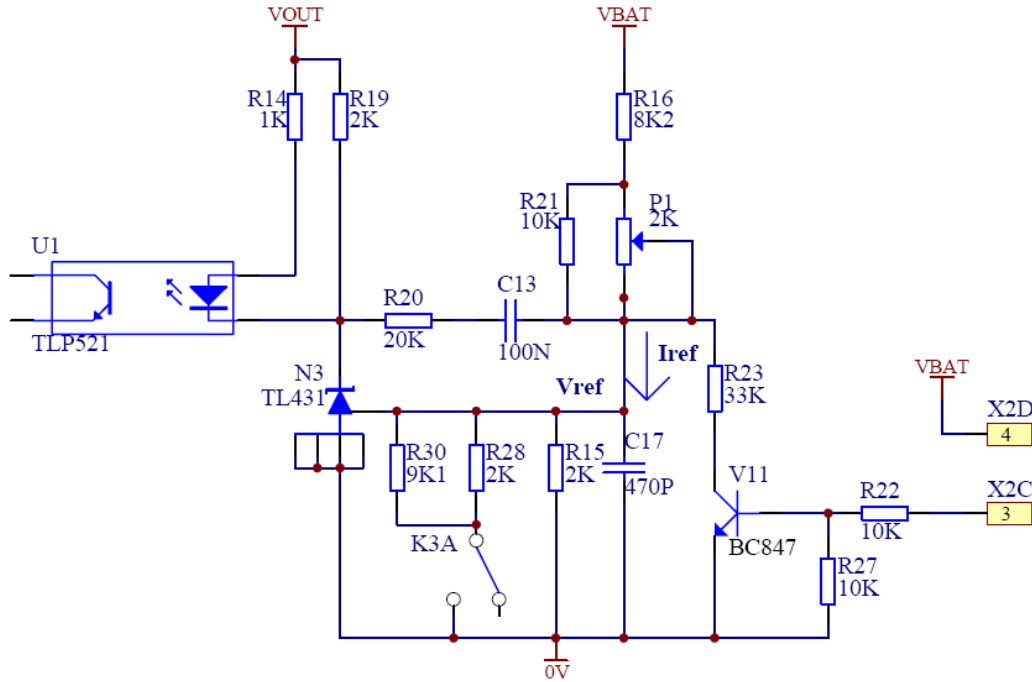 VOUT
VBAT
R14
1K
R19
2K
R16
8K2
R21
10K
P1
2K
U1
TLP521
C13
100N
R20
20K
Iref
Vref
R23
33K
VBAT
X2D
4
N3
TL431
R30
9K1
R28
2K
R15
2K
C17
470P
V11
BC847
R22
10K
X2C
3
K3A
R27
10K
0V